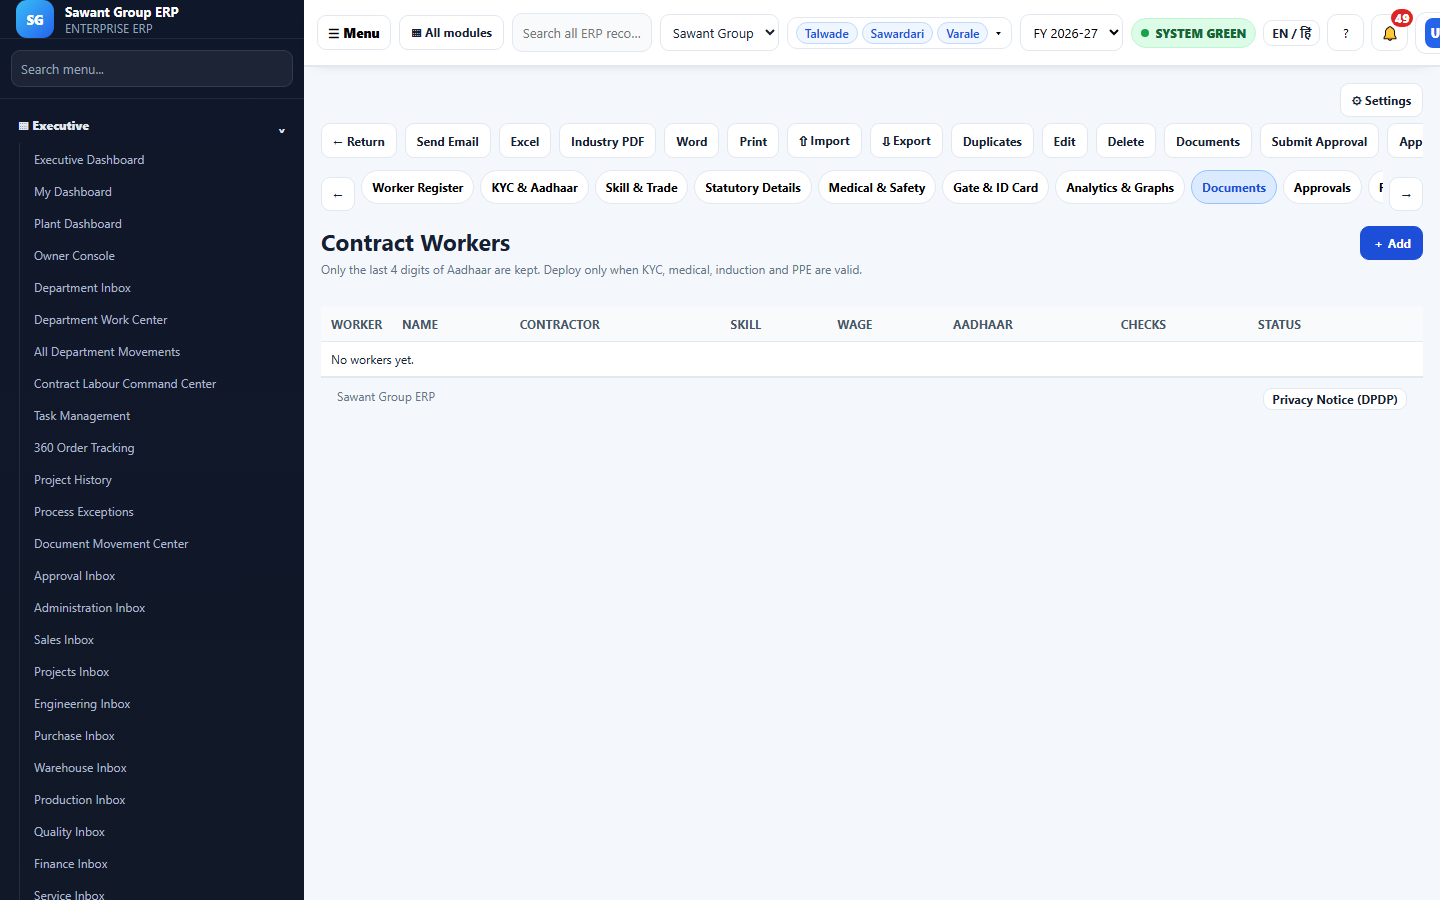 SG
Sawant Group ERP
ENTERPRISE ERP
Search menu...
Executive
Executive Dashboard
My Dashboard
Plant Dashboard
Owner Console
Department Inbox
Department Work Center
All Department Movements
Contract Labour Command Center
Task Management
360 Order Tracking
Project History
Process Exceptions
Document Movement Center
Approval Inbox
Administration Inbox
Sales Inbox
Projects Inbox
Engineering Inbox
Purchase Inbox
Warehouse Inbox
Production Inbox
Quality Inbox
Finance Inbox
Service Inbox
☰ Menu
All modules
Search all ERP reco...
Sawant Group
Talwade Sawardari Varale
FY 2026-27
SYSTEM GREEN
EN / हिं
?
49
U
⚙ Settings
← Return Send Email Excel Industry PDF Word Print ⇧ Import ⇩ Export Duplicates Edit Delete Documents Submit Approval App
← Worker Register KYC & Aadhaar Skill & Trade Statutory Details Medical & Safety Gate & ID Card Analytics & Graphs Documents Approvals →
Contract Workers
+ Add
Only the last 4 digits of Aadhaar are kept. Deploy only when KYC, medical, induction and PPE are valid.
WORKER NAME CONTRACTOR SKILL WAGE AADHAAR CHECKS STATUS
No workers yet.
Sawant Group ERP
Privacy Notice (DPDP)